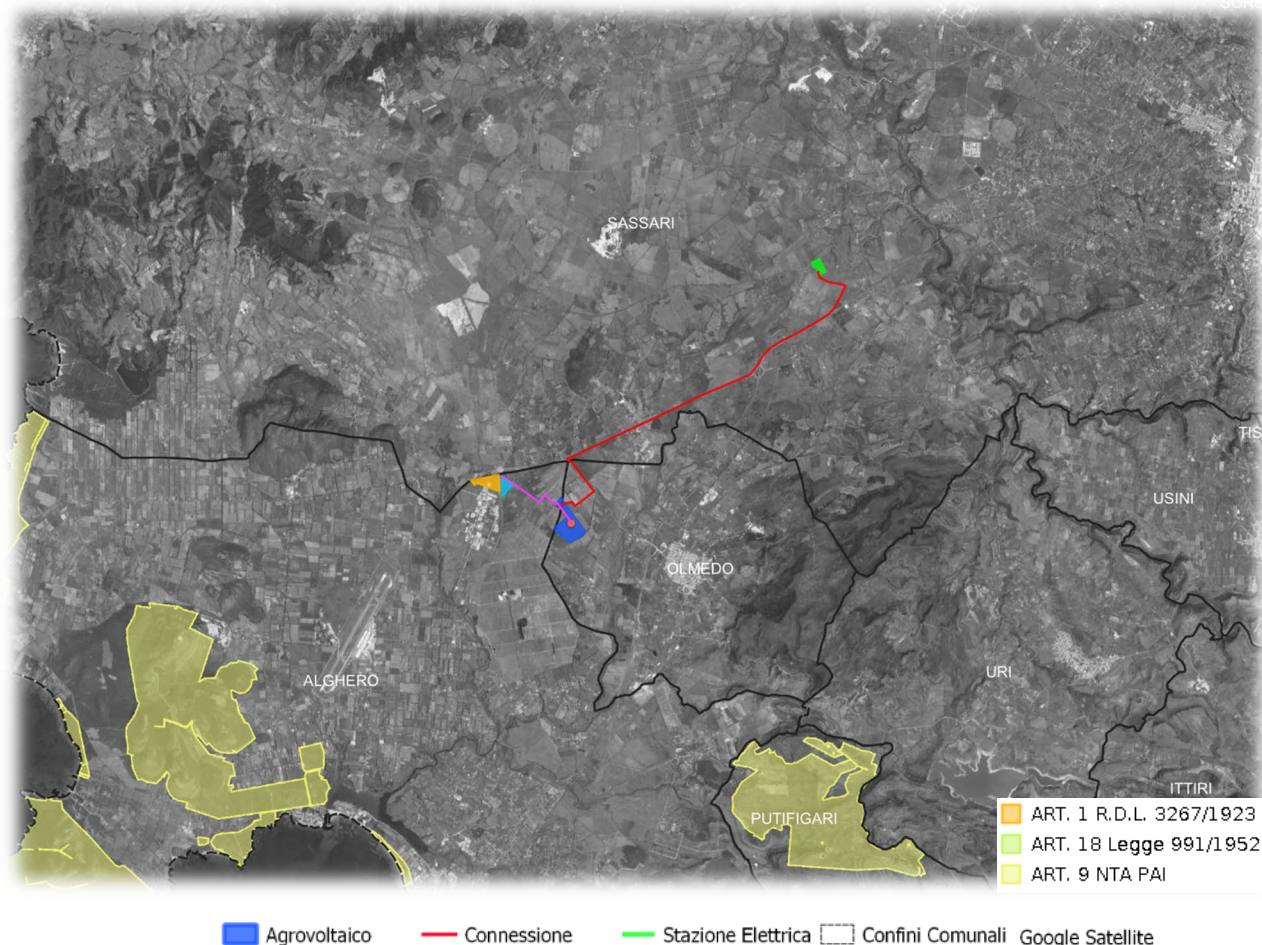 SASSARI
TIS
USINI
OLMEDO
URI
ALGHERO
ITTIRI
PUTIFIGARI
ART. 1 R.D.L. 3267/1923
ART. 18 Legge 991/1952
ART. 9 NTA PAI
Agrovoltaico
Connessione
Stazione Elettrica
Confini Comunali
Google Satellite